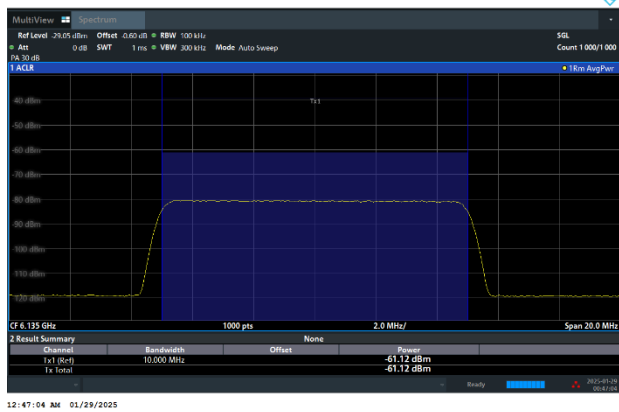 MultiView Spectrum
Ref Level -29.05 dBm Offset -0.60 dB RBW 100 kHz SGL
Att 0 dB SWT 1 ms VBW 300 kHz Mode Auto Sweep Count 1000/1000
PA 30 dB
1 ACLR 1Rm AvgPwr
-40 dBm
Tx1
-50 dBm
-60 dBm
-70 dBm
-80 dBm
-90 dBm
-100 dBm
-110 dBm
-120 dBm
CF 6.135 GHz 1000 pts 2.0 MHz/ Span 20.0 MHz
2 Result Summary None
Channel Bandwidth Offset Power
Tx1 (Ref) 10.000 MHz -61.12 dBm
Tx Total -61.12 dBm
Ready 2025-01-29
00:47:04
12:47:04 AM 01/29/2025